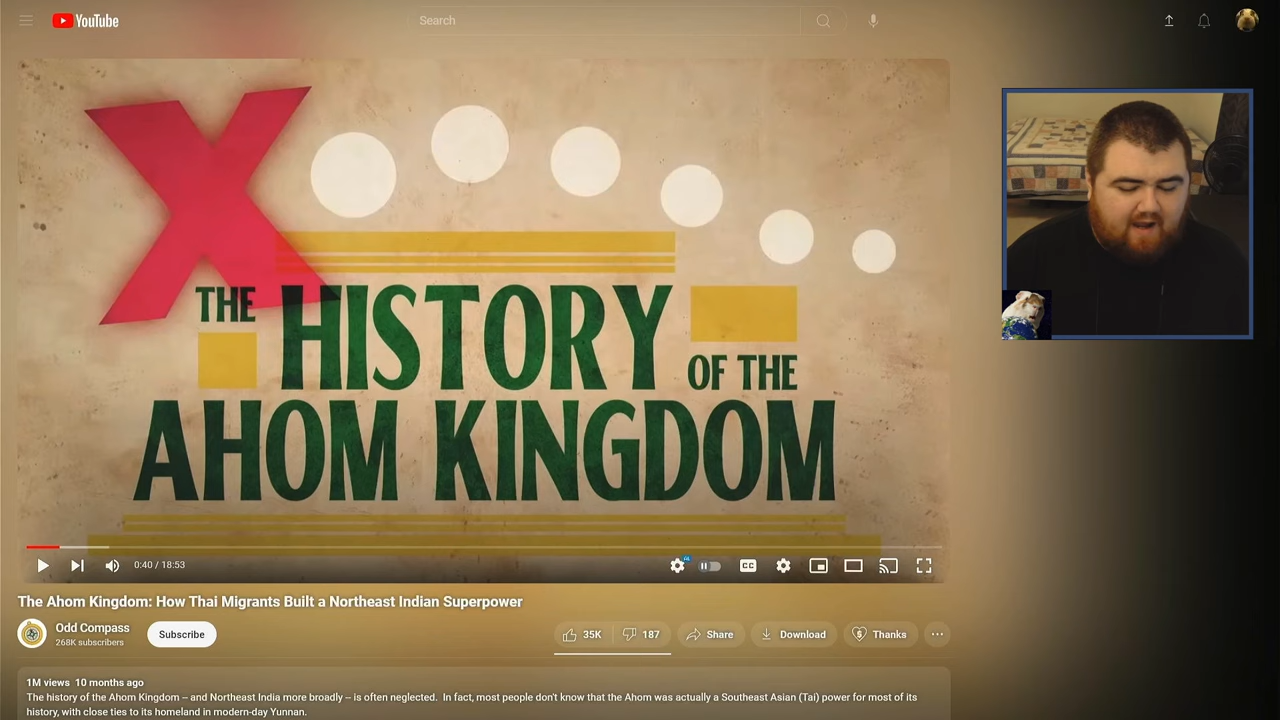 YouTube
Search
X
THE HISTORY OF THE
AHOM KINGDOM
0:40 / 18:53
CC
The Ahom Kingdom: How Thai Migrants Built a Northeast Indian Superpower
Odd Compass
268K subscribers
Subscribe
35K
187
Share
Download
Thanks
1M views 10 months ago
The history of the Ahom Kingdom – and Northeast India more broadly – is often neglected. In fact, most people don't know that the Ahom was actually a Southeast Asian (Tai) power for most of its
history, with close ties to its homeland in modern-day Yunnan.